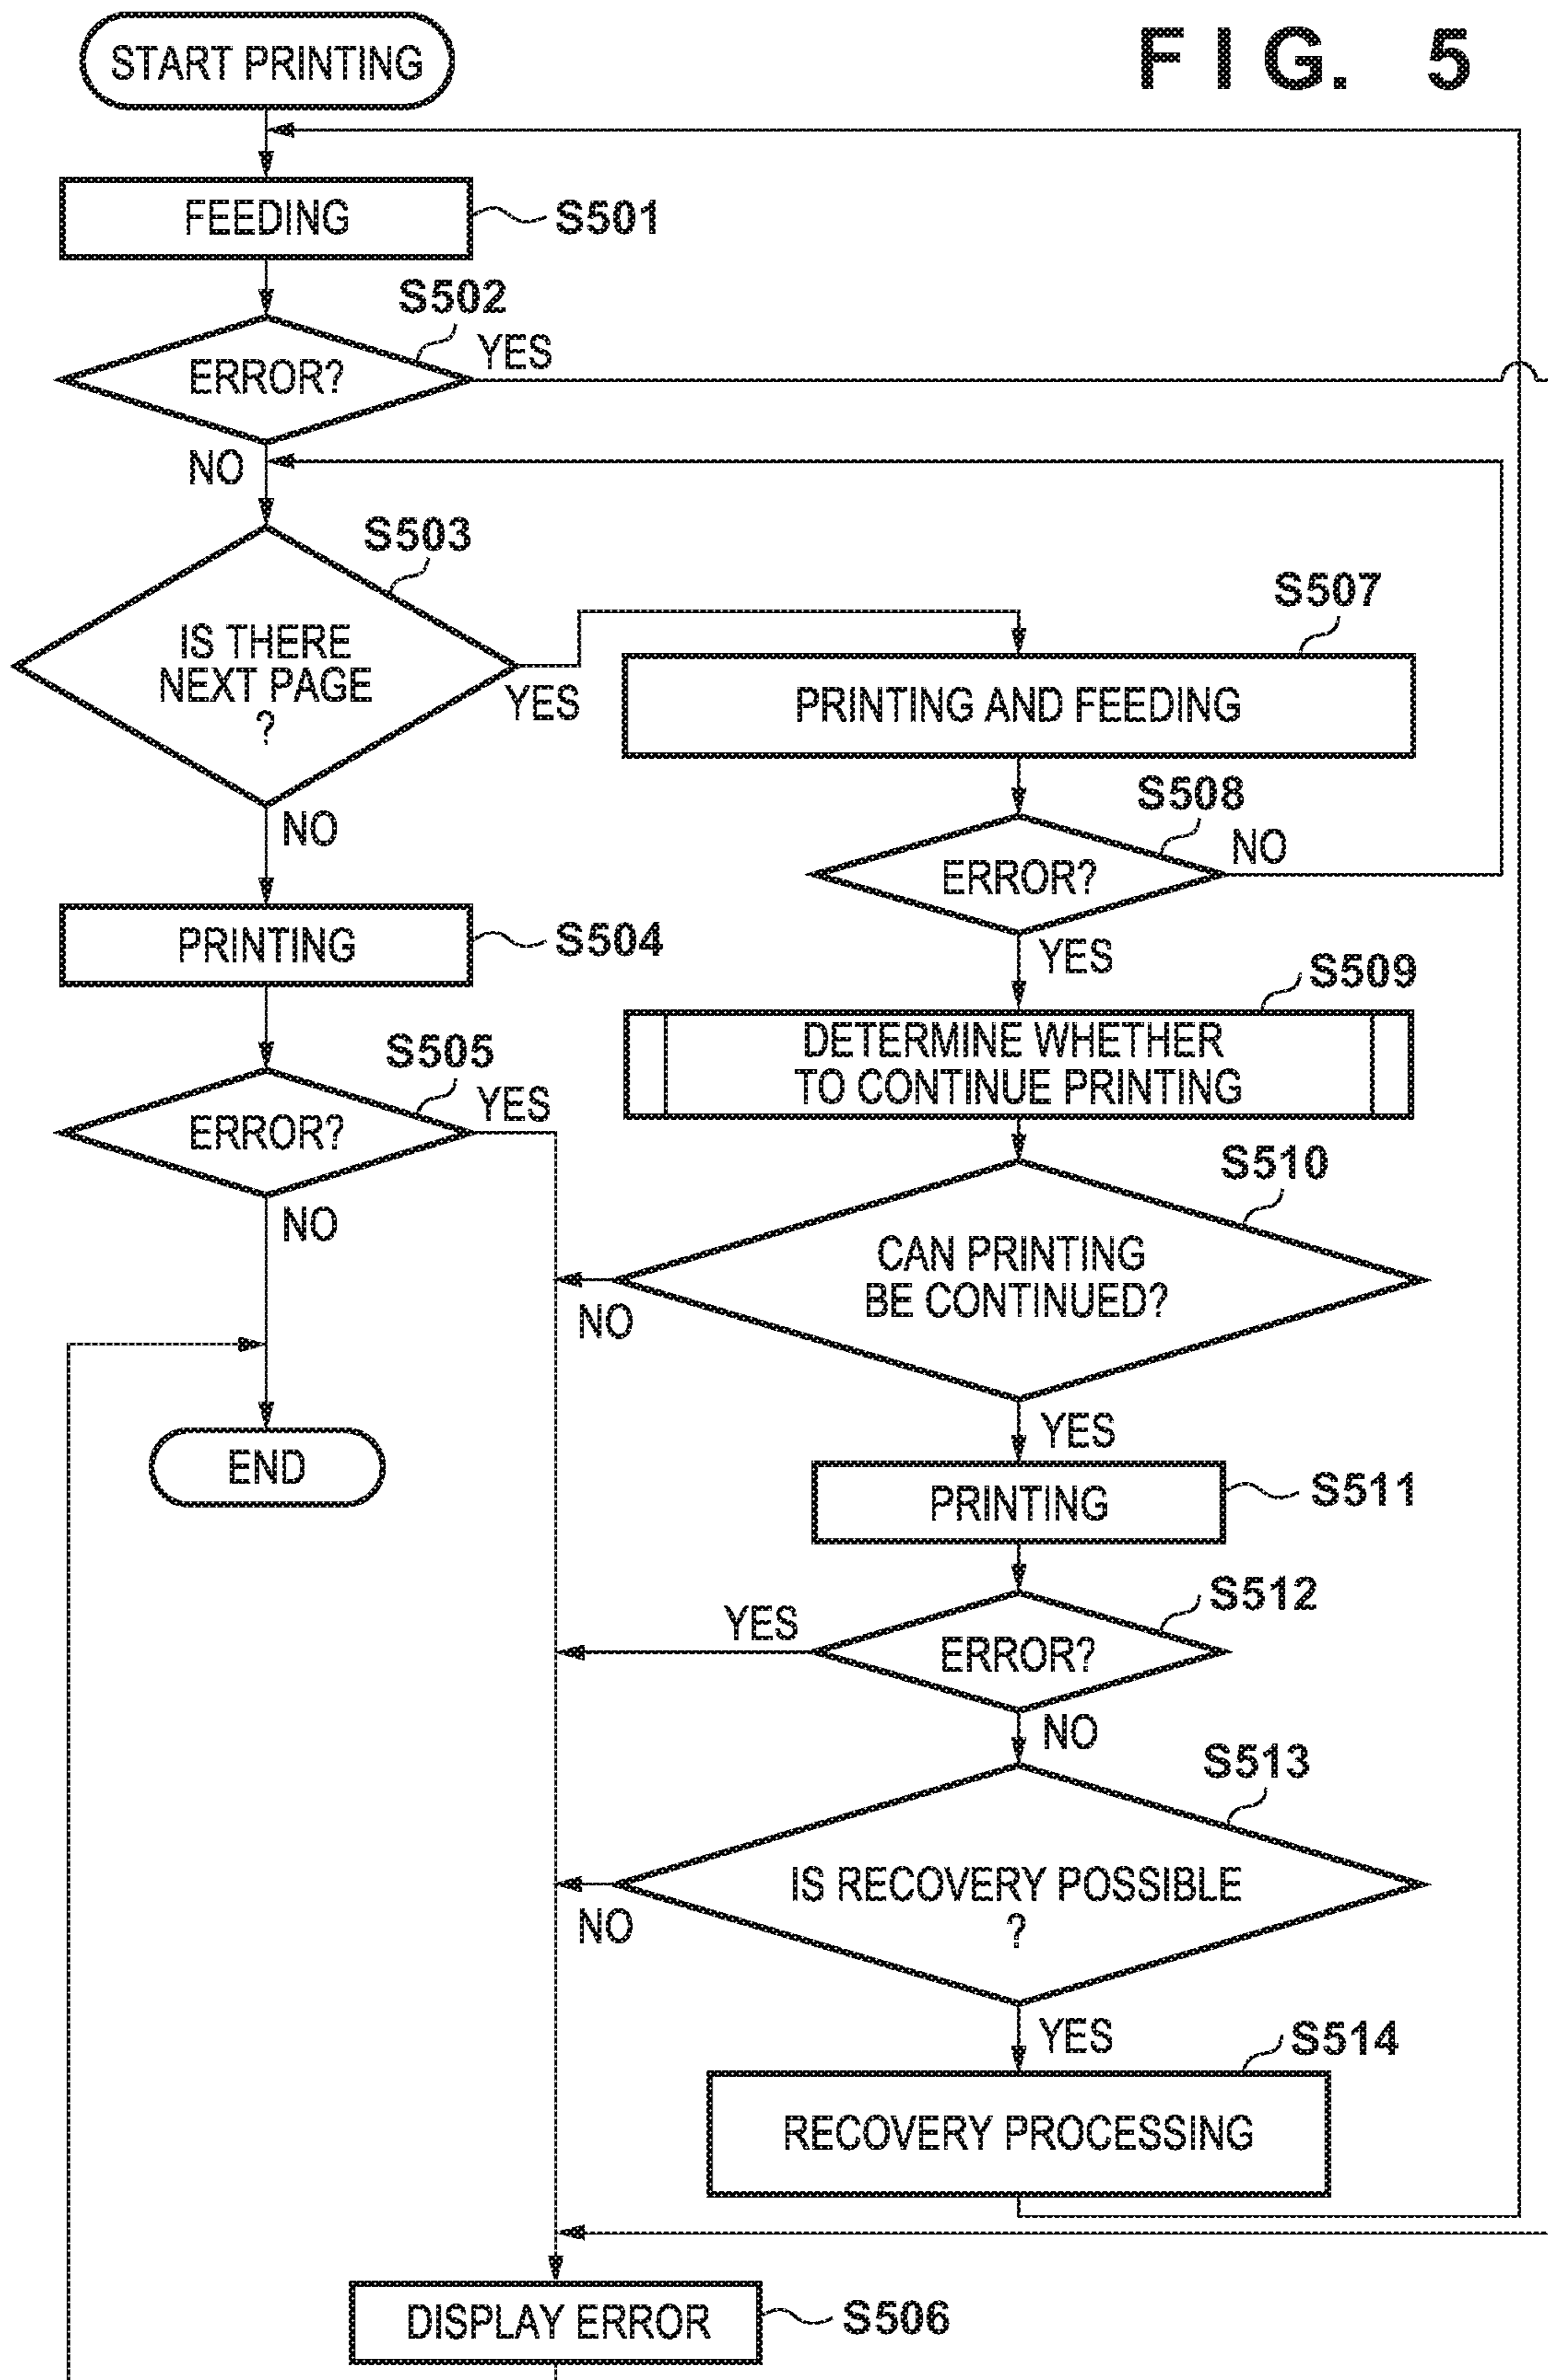 FIG. 5
START PRINTING
FEEDING
S501
S502
ERROR?
YES
NO
S503
IS THERE
NEXT PAGE
?
YES
NO
S507
PRINTING AND FEEDING
S508
ERROR?
NO
YES
PRINTING
S504
S505
ERROR?
YES
NO
END
S509
DETERMINE WHETHER
TO CONTINUE PRINTING
S510
CAN PRINTING
BE CONTINUED?
NO
YES
PRINTING
S511
S512
ERROR?
YES
NO
S513
IS RECOVERY POSSIBLE
?
NO
YES
S514
RECOVERY PROCESSING
DISPLAY ERROR
S506